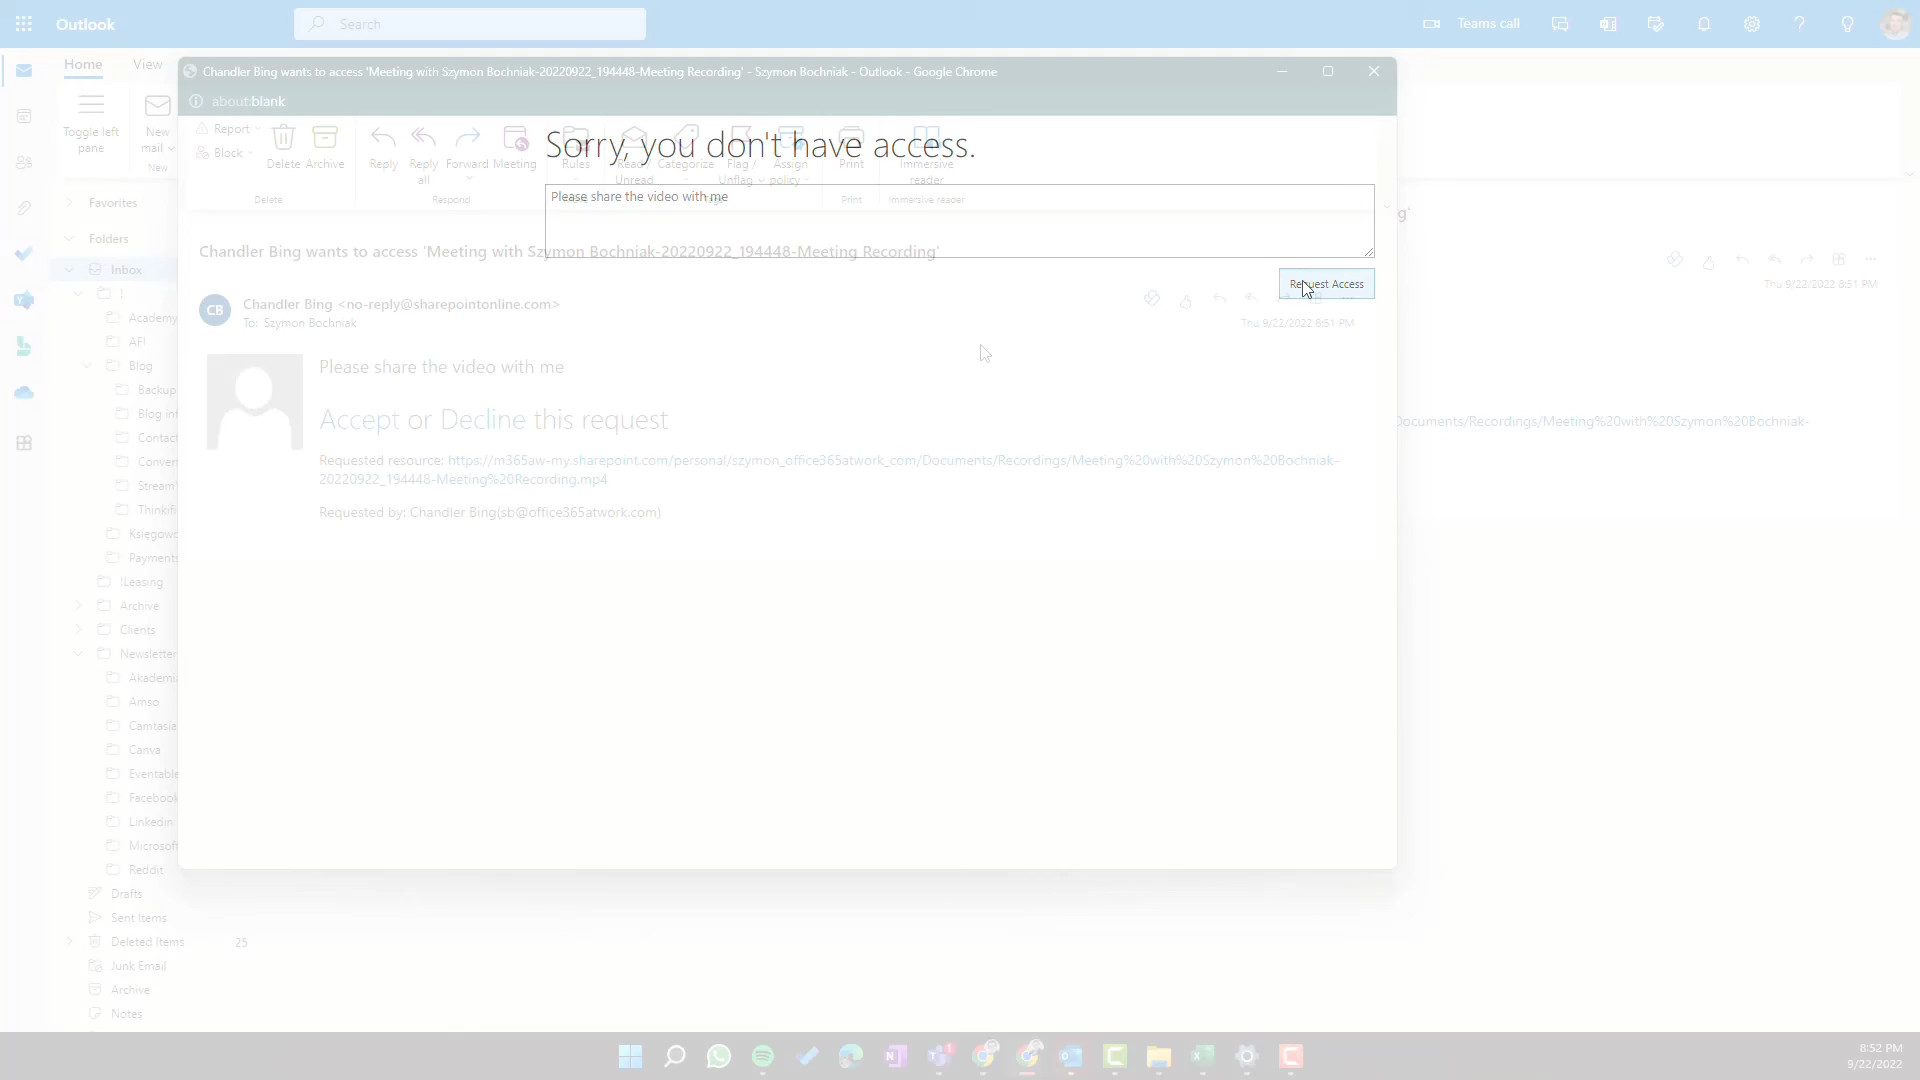 Outlook
Search
Teams call
Home
View
Chandler Bing wants to access 'Meeting with Szymon Bochniak-20220922_194448-Meeting Recording' - Szymon Bochniak - Outlook - Google Chrome
about:blank
Toggle left pane
New mail
New
Report
Block
Delete
Archive
Reply
Reply all
Forward
Meeting
Rules
Read / Unread
Categorize
Flag / Unflag
Assign policy
Print
Immersive reader
Delete
Respond
Print
Immersive reader
Sorry, you don't have access.
Please share the video with me
Request Access
g'
Chandler Bing wants to access 'Meeting with Szymon Bochniak-20220922_194448-Meeting Recording'
CB
Chandler Bing <no-reply@sharepointonline.com>
To: Szymon Bochniak
Thu 9/22/2022 8:51 PM
Thu 9/22/2022 8:51 PM
Please share the video with me
Accept or Decline this request
Requested resource: https://m365aw-my.sharepoint.com/personal/szymon_office365atwork_com/Documents/Recordings/Meeting%20with%20Szymon%20Bochniak-
20220922_194448-Meeting%20Recording.mp4
Requested by: Chandler Bing(sb@office365atwork.com)
Documents/Recordings/Meeting%20with%20Szymon%20Bochniak-
Favorites
Folders
Inbox
!
Academy
AFI
Blog
Backup
Blog inf
Contact
Conver
Stream
Thinkifi
Księgowo
Payments
!Leasing
Archive
Clients
Newsletter
Akademia
Amso
Camtasia
Canva
Eventable
Facebook
Linkedin
Microsoft
Reddit
Drafts
Sent Items
Deleted Items 25
Junk Email
Archive
Notes
8:52 PM
9/22/2022